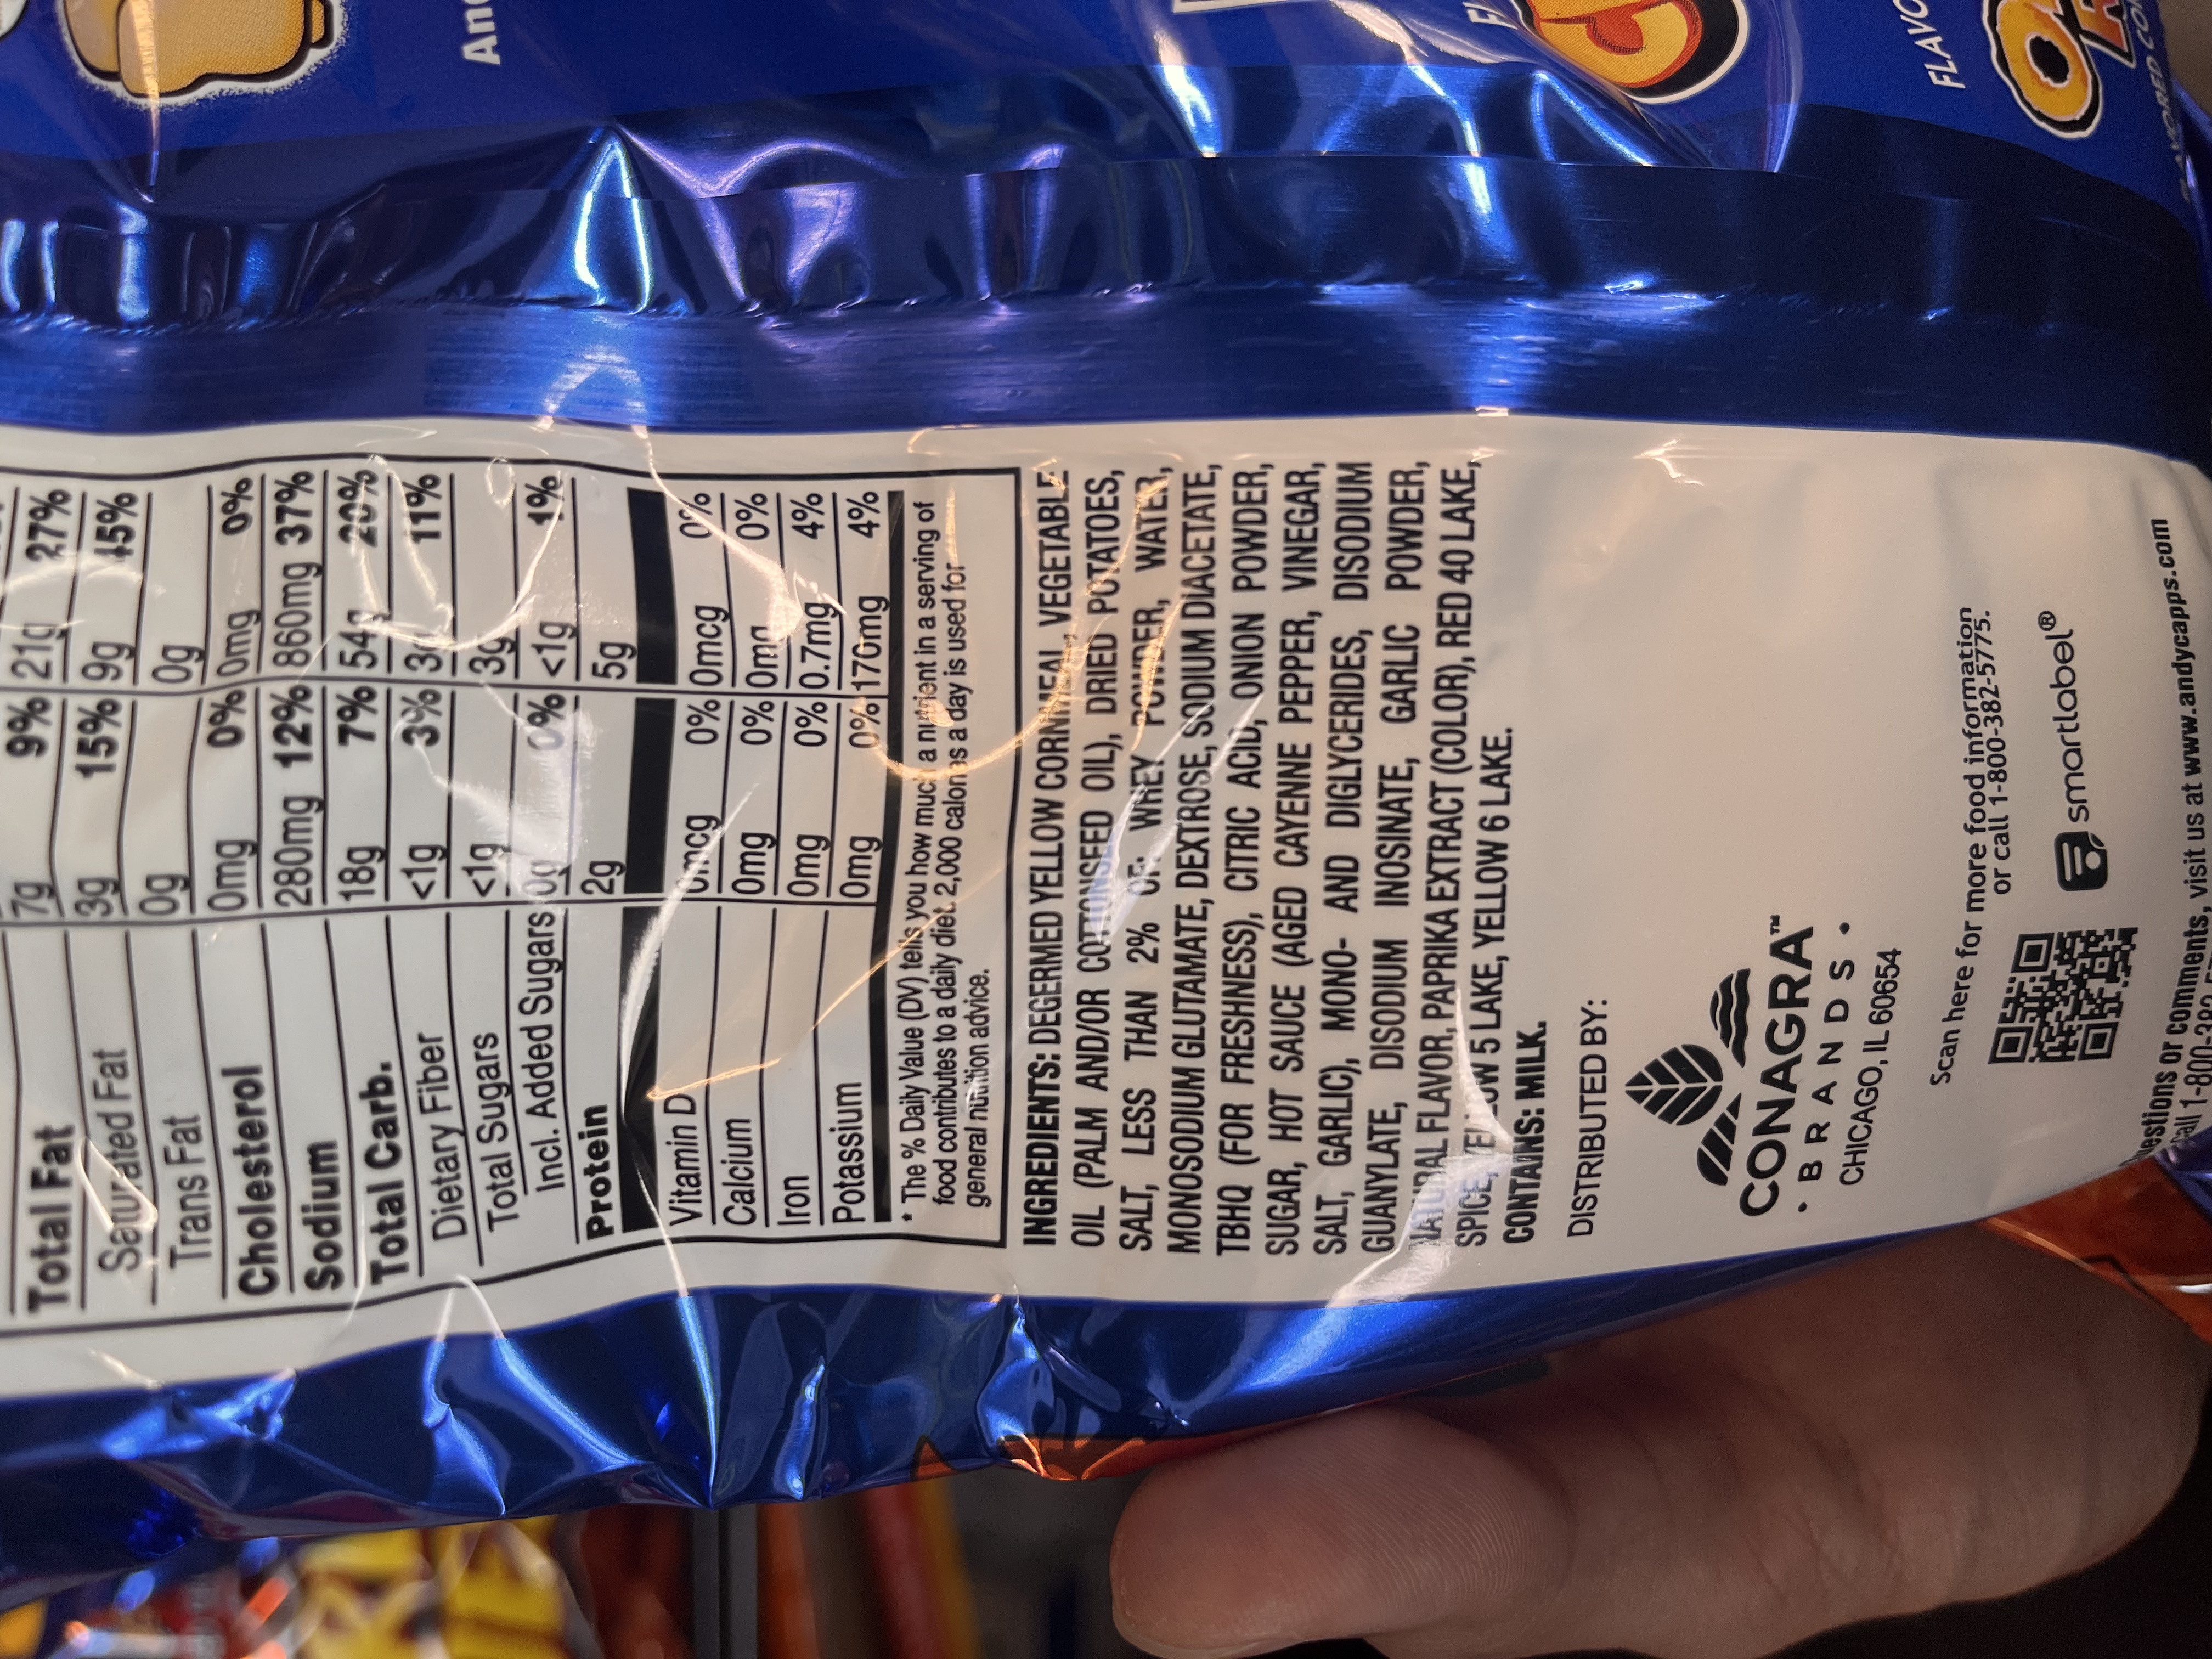 Total Fat 7g 9% 21g 27%
Saturated Fat 3g 15% 9g 45%
Trans Fat 0g 0g
Cholesterol 0mg 0% 0mg 0%
Sodium 280mg 12% 860mg 37%
Total Carb. 18g 7% 54g 20%
Dietary Fiber <1g 3% 3g 11%
Total Sugars <1g 3g
Incl. Added Sugars 0g 0% <1g 1%
Protein 2g 5g
Vitamin D 0mcg 0% 0mcg 0%
Calcium 0mg 0% 0mg 0%
Iron 0mg 0% 0.7mg 4%
Potassium 0mg 0% 170mg 4%
* The % Daily Value (DV) tells you how much a nutrient in a serving of
food contributes to a daily diet. 2,000 calories a day is used for
general nutrition advice.
INGREDIENTS: DEGERMED YELLOW CORNMEAL, VEGETABLE
OIL (PALM AND/OR COTTONSEED OIL), DRIED POTATOES,
SALT, LESS THAN 2% OF: WHEY POWDER, WATER,
MONOSODIUM GLUTAMATE, DEXTROSE, SODIUM DIACETATE,
TBHQ (FOR FRESHNESS), CITRIC ACID, ONION POWDER,
SUGAR, HOT SAUCE (AGED CAYENNE PEPPER, VINEGAR,
SALT, GARLIC), MONO- AND DIGLYCERIDES, DISODIUM
GUANYLATE, DISODIUM INOSINATE, GARLIC POWDER,
NATURAL FLAVOR, PAPRIKA EXTRACT (COLOR), RED 40 LAKE,
SPICE, YELLOW 5 LAKE, YELLOW 6 LAKE.
CONTAINS: MILK.
DISTRIBUTED BY:
CONAGRA™
• BRANDS •
CHICAGO, IL 60654
Scan here for more food information
or call 1-800-382-5775.
smartlabel®
or comments, visit us at www.andycapps.com
call